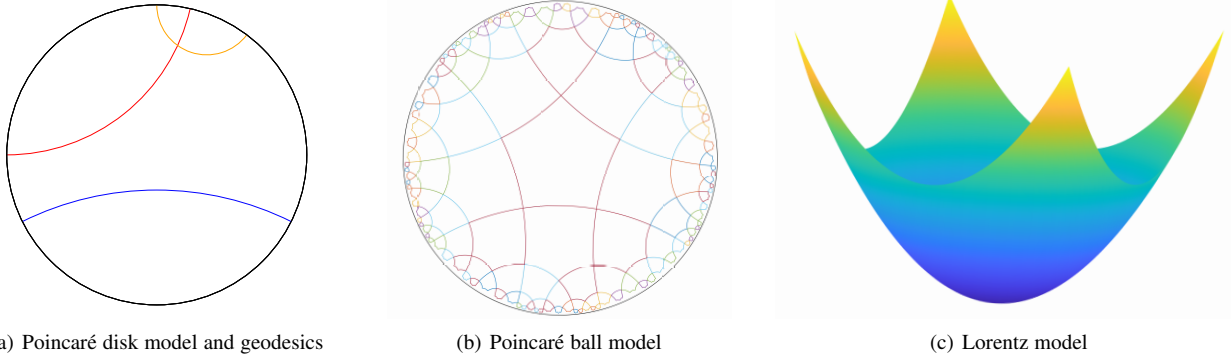 a) Poincaré disk model and geodesics
(b) Poincaré ball model
(c) Lorentz model